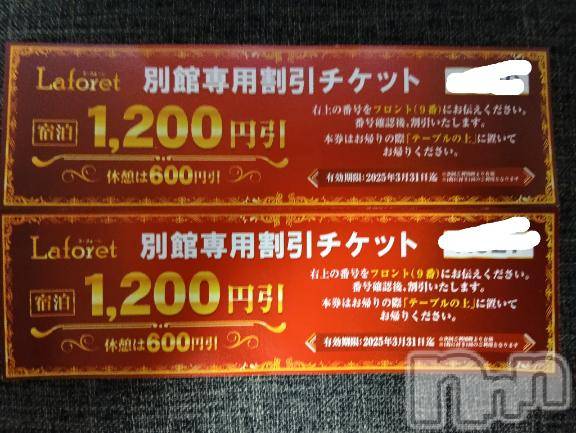 Laforet 別館専用割引チケット
宿泊 1,200円引
休憩は600円引
右上の番号をフロント(9番)にお伝えください。
番号確認後、割引いたします。
本券はお帰りの際「テーブルの上」に置いて
お帰りください。
有効期限:2025年3月31日迄
Laforet 別館専用割引チケット
宿泊 1,200円引
休憩は600円引
右上の番号をフロント(9番)にお伝えください。
番号確認後、割引いたします。
本券はお帰りの際「テーブルの上」に置いて
お帰りください。
有効期限:2025年3月31日迄